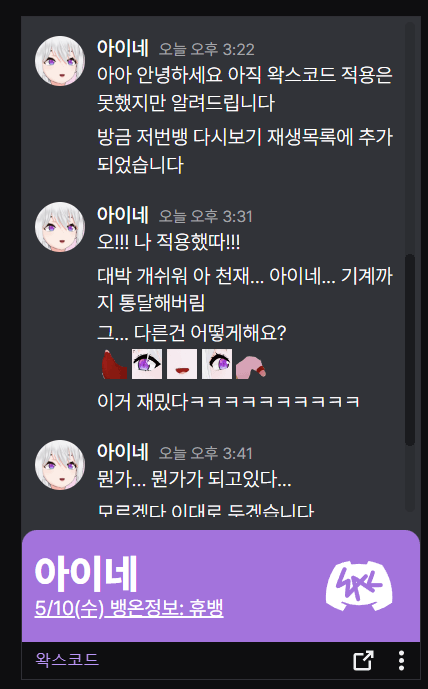 아이네 오늘 오후 3:22
아아 안녕하세요 아직 왁스코드 적용은
못했지만 알려드립니다
방금 저번뱅 다시보기 재생목록에 추가
되었습니다
아이네 오늘 오후 3:31
오!!! 나 적용했따!!!
대박 개쉬워 아 천재... 아이네... 기계까
지 통달해버림
그... 다른건 어떻게해요?
이거 재밌다ㅋㅋㅋㅋㅋㅋㅋㅋㅋㅋ
아이네 오늘 오후 3:41
뭔가... 뭔가가 되고있다...
모르겠다 이대로 두겠습니다
아이네
5/10(수) 뱅온정보: 휴뱅
왁스코드